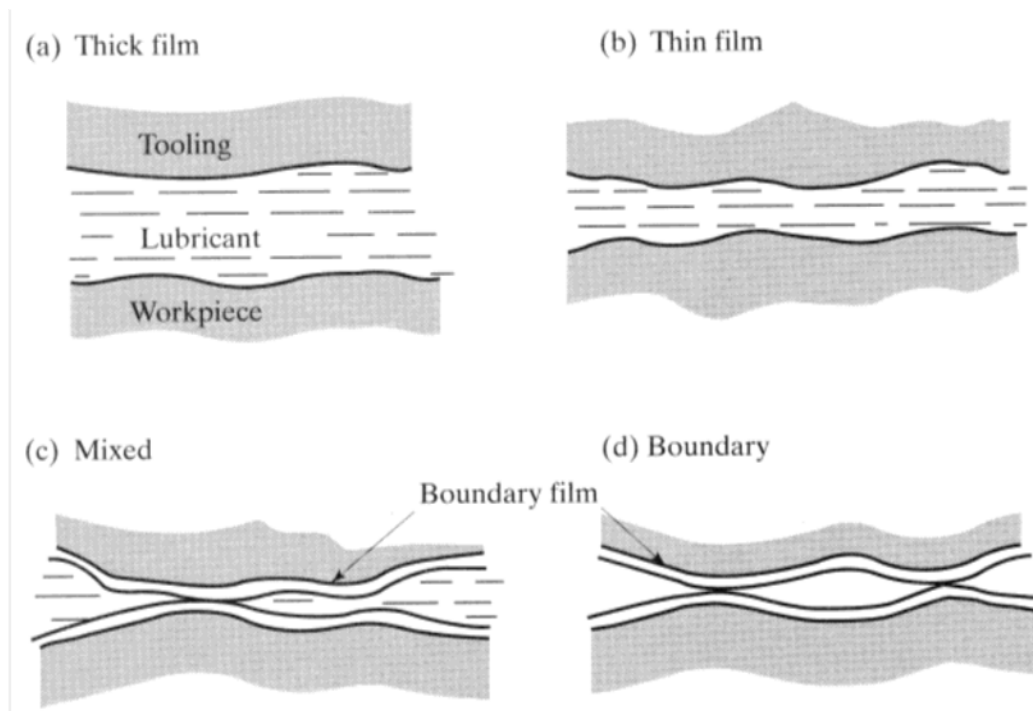 (a) Thick film
(b) Thin film
Tooling
Lubricant
Workpiece
(c) Mixed
(d) Boundary
Boundary film